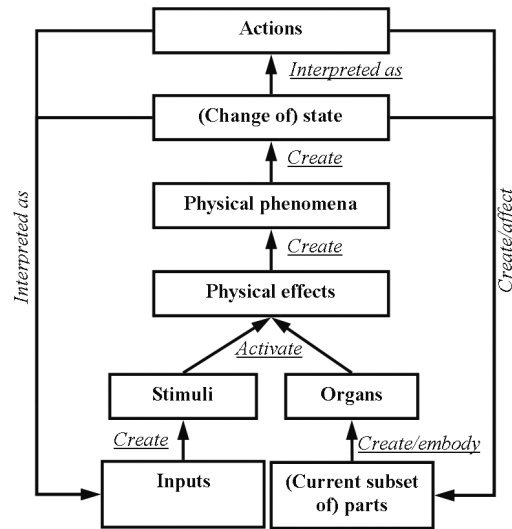 Actions
Interpreted as
(Change of) state
Create
Physical phenomena
Interpreted as
Create/affect
Create
Physical effects
Activate
Stimuli
Organs
Create
Create/embody
Inputs
(Current subset
of) parts